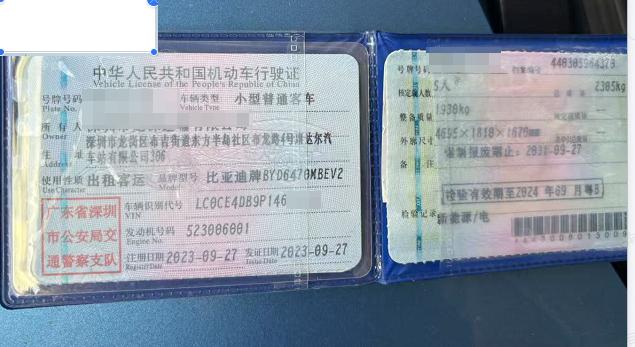 中华人民共和国机动车行驶证
Vehicle License of the People's Republic of China
号牌号码
Plate No.
车辆类型 小型普通客车
Vehicle Type
所有人
Owner
住址
Address
深圳市龙岗区布吉街道东方半岛社区布龙路4号堪达尔汽
车站有限公司306
使用性质 出租客运
Use Character
品牌型号 比亚迪牌BYD6470MBEV2
Model
车辆识别代号 LC0CE4DB9P146
VIN
发动机号码 523006001
Engine No.
注册日期 2023-09-27
Register Date
发证日期 2023-09-27
Issue Date
广东省深圳
市公安局交
通警察支队
号牌号码
档案编号 440305964378
核定载人数 5人
总质量 2305kg
整备质量 1930kg
外廓尺寸 4695×1810×1670mm
备注
强制报废期止:2031-09-27
检验有效期至2024年09月
检验记录
新能源/电